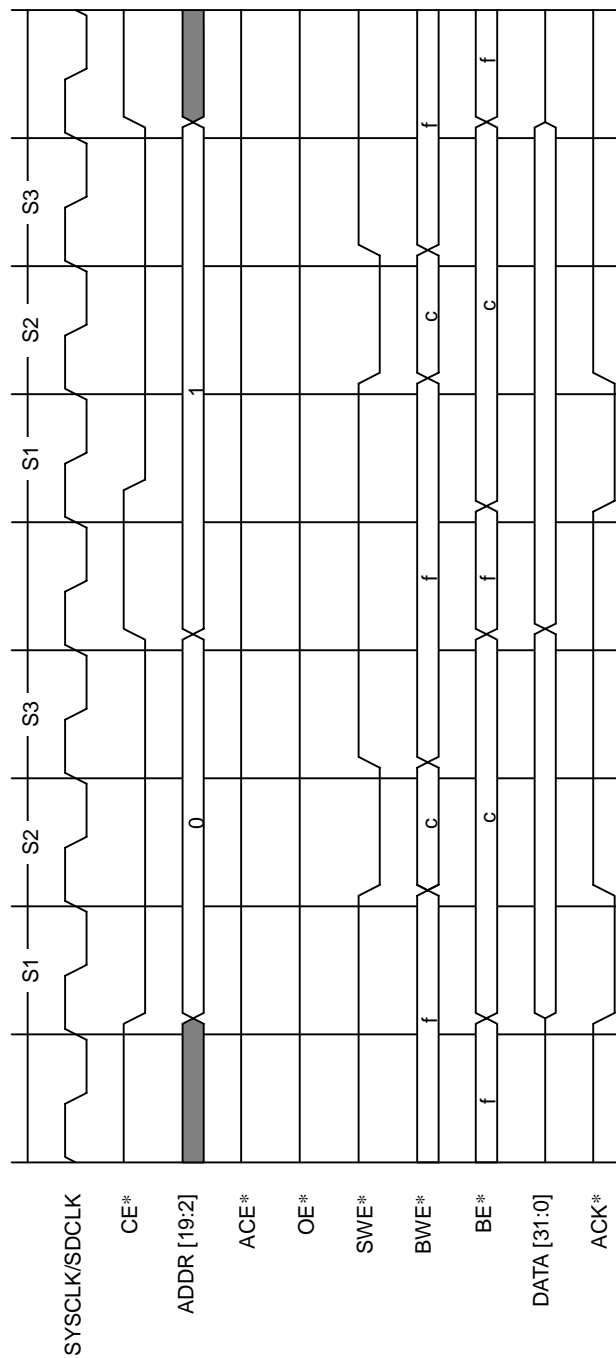 S1 S2 S3 S1 S2 S3
SYSCLK/SDCLK
CE*
ADDR [19:2] 0 1
ACE*
OE*
SWE*
BWE* f c f c f
BE* f c f c f
DATA [31:0]
ACK*